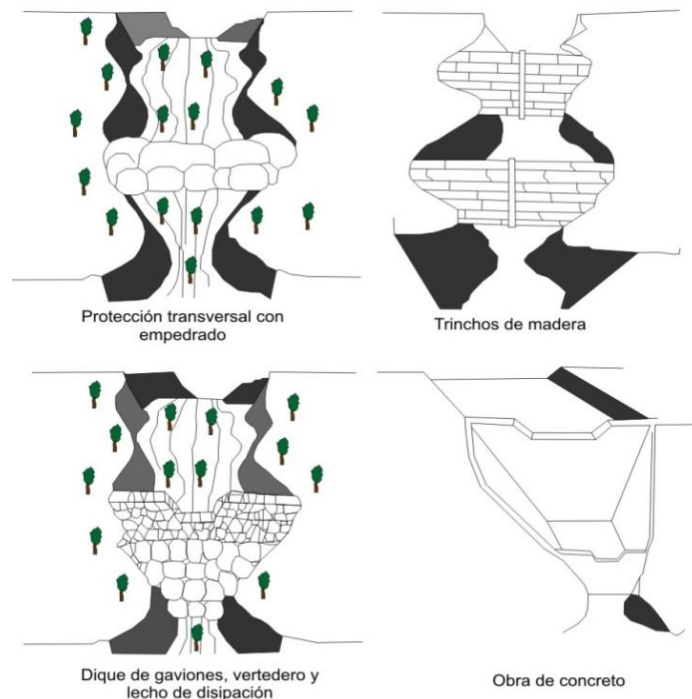 Protección transversal con
empedrado
Trinchos de madera
Dique de gaviones, vertedero y
lecho de disipación
Obra de concreto